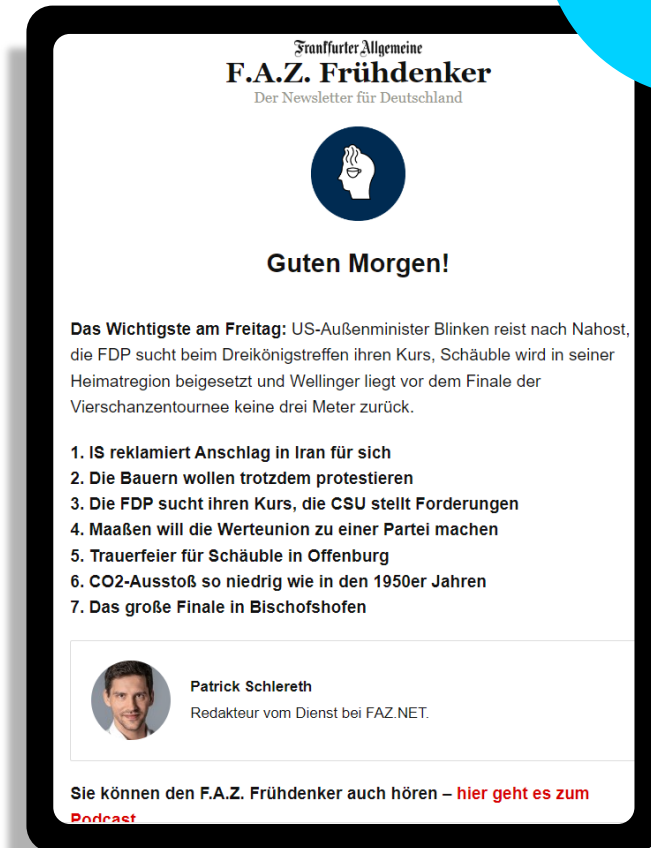 Frankfurter Allgemeine
F.A.Z. Frühdenker
Der Newsletter für Deutschland
Guten Morgen!
Das Wichtigste am Freitag: US-Außenminister Blinken reist nach Nahost,
die FDP sucht beim Dreikönigstreffen ihren Kurs, Schäuble wird in seiner
Heimatregion beigesetzt und Wellinger liegt vor dem Finale der
Vierschanzentournee keine drei Meter zurück.
1. IS reklamiert Anschlag in Iran für sich
2. Die Bauern wollen trotzdem protestieren
3. Die FDP sucht ihren Kurs, die CSU stellt Forderungen
4. Maaßen will die Werteunion zu einer Partei machen
5. Trauerfeier für Schäuble in Offenburg
6. CO2-Ausstoß so niedrig wie in den 1950er Jahren
7. Das große Finale in Bischofshofen
Patrick Schlereth
Redakteur vom Dienst bei FAZ.NET.
Sie können den F.A.Z. Frühdenker auch hören – hier geht es zum
Podcast